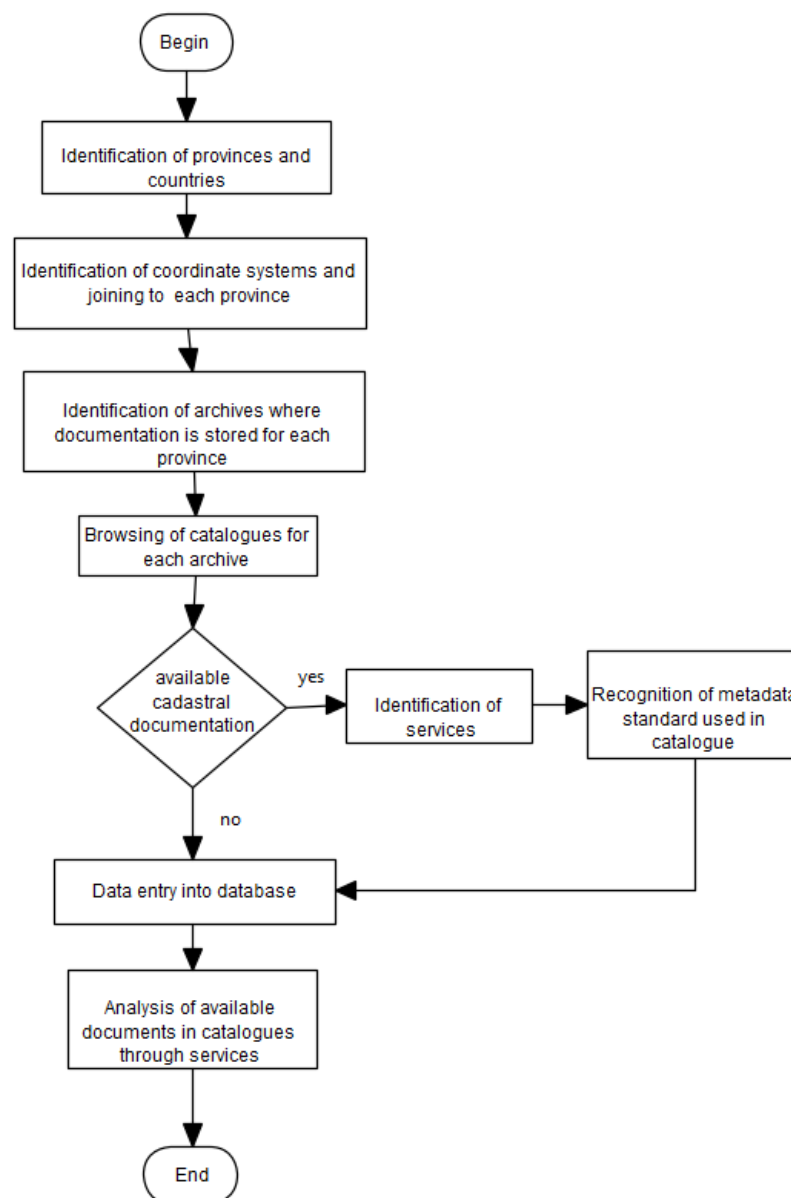 Begin
Identification of provinces and
countries
Identification of coordinate systems and
joining to each province
Identification of archives where
documentation is stored for each
province
Browsing of catalogues for
each archive
available
cadastral
documentation
yes
Identification of
services
Recognition of metadata
standard used in
catalogue
no
Data entry into database
Analysis of available
documents in catalogues
through services
End